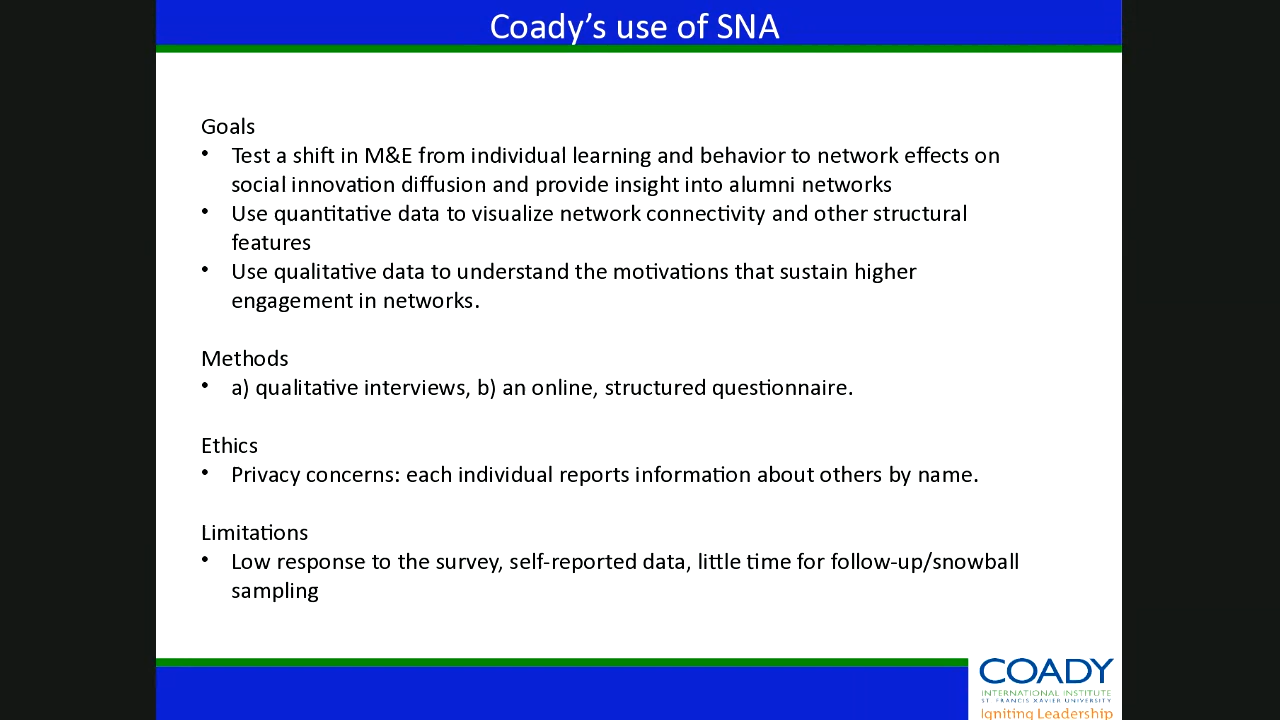 Coady’s use of SNA
Goals
• Test a shift in M&E from individual learning and behavior to network effects on
social innovation diffusion and provide insight into alumni networks
• Use quantitative data to visualize network connectivity and other structural
features
• Use qualitative data to understand the motivations that sustain higher
engagement in networks.
Methods
• a) qualitative interviews, b) an online, structured questionnaire.
Ethics
• Privacy concerns: each individual reports information about others by name.
Limitations
• Low response to the survey, self-reported data, little time for follow-up/snowball
sampling
COADY
INTERNATIONAL INSTITUTE
ST. FRANCIS XAVIER UNIVERSITY
Igniting Leadership